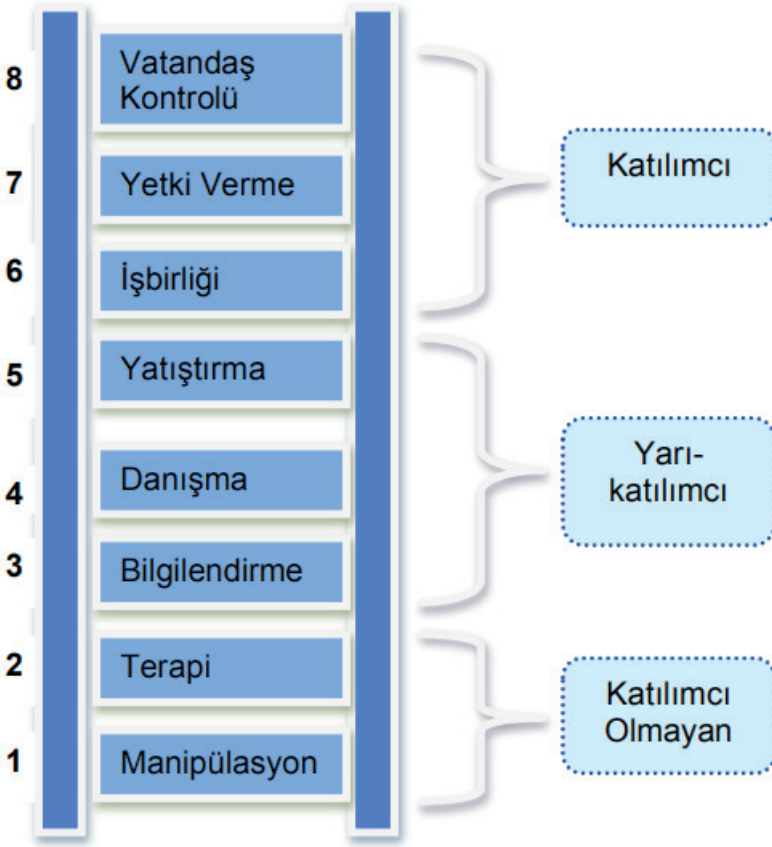 8
Vatandaş
Kontrolü
7
Yetki Verme
6
İşbirliği
Katılımcı
5
Yatıştırma
4
Danışma
3
Bilgilendirme
Yarı-
katılımcı
2
Terapi
1
Manipülasyon
Katılımcı
Olmayan